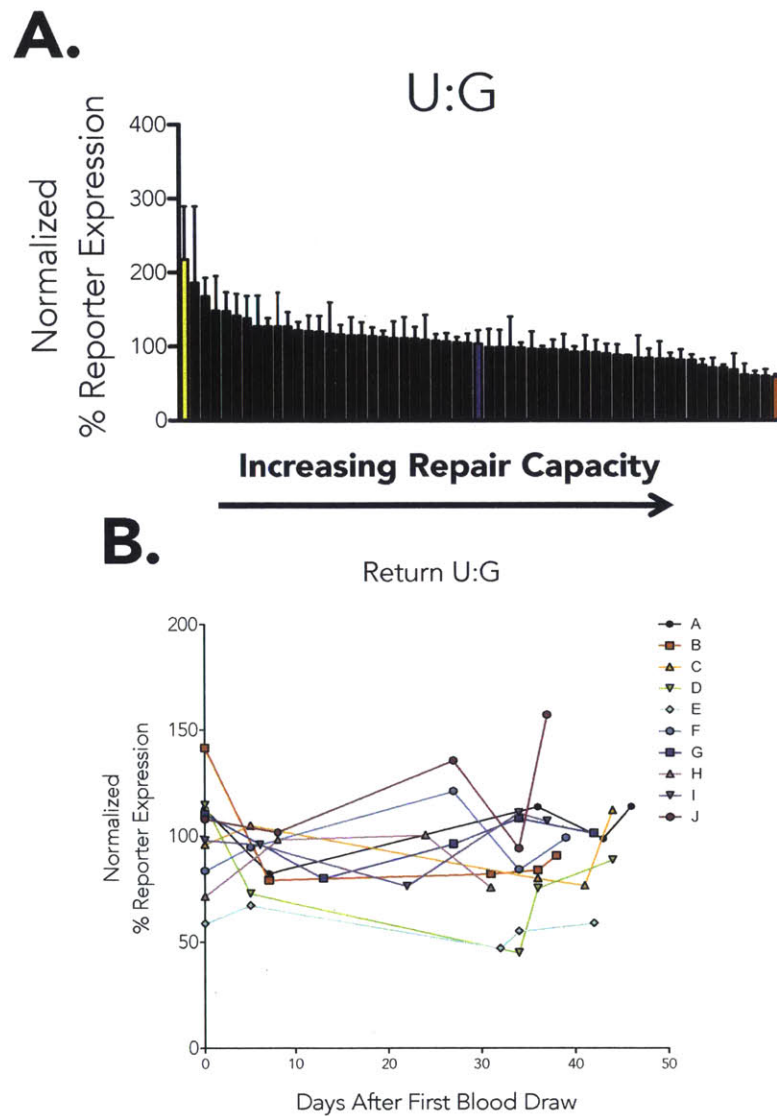 A.
U:G
Normalized
% Reporter Expression
400
300
200
100
0
Increasing Repair Capacity
B.
Return U:G
Normalized
% Reporter Expression
200
150
100
50
0
0 10 20 30 40 50
Days After First Blood Draw
A
B
C
D
E
F
G
H
I
J